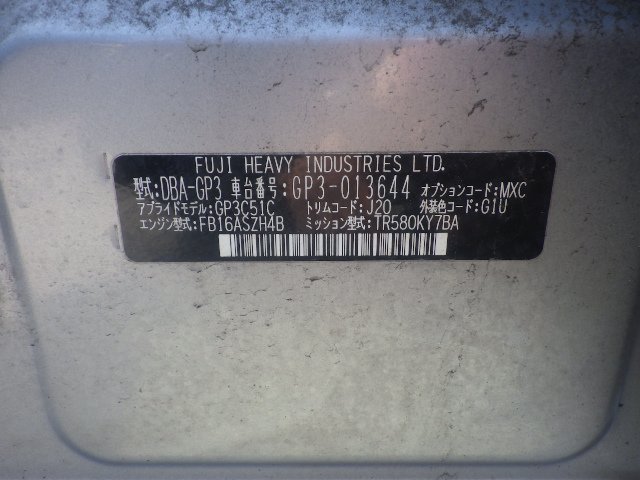 FUJI HEAVY INDUSTRIES LTD.
型式:DBA-GP3 車台番号:GP3-013644 オプションコード:MXC
アプライドモデル:GP3C51C トリムコード:J20 外装色コード:G1U
エンジン型式:FB16ASZH4B ミッション型式:TR580KY7BA